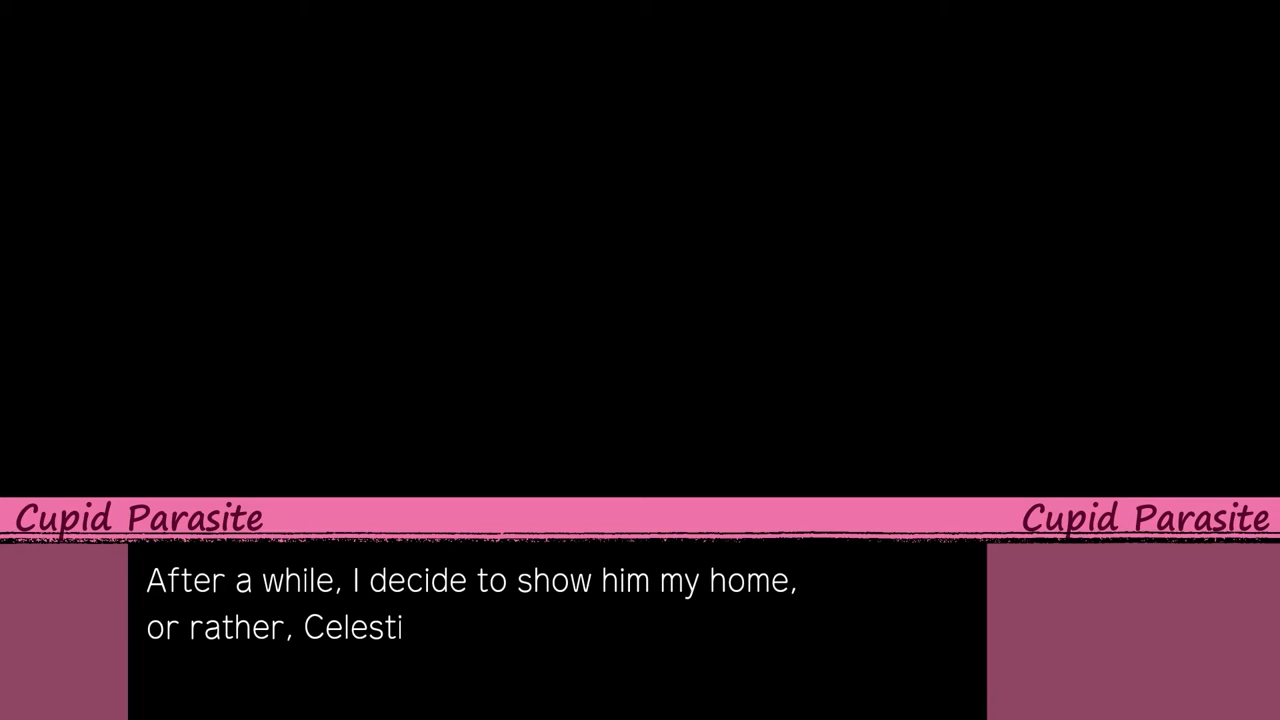 Cupid Parasite Cupid Parasite
After a while, I decide to show him my home,
or rather, Celesti